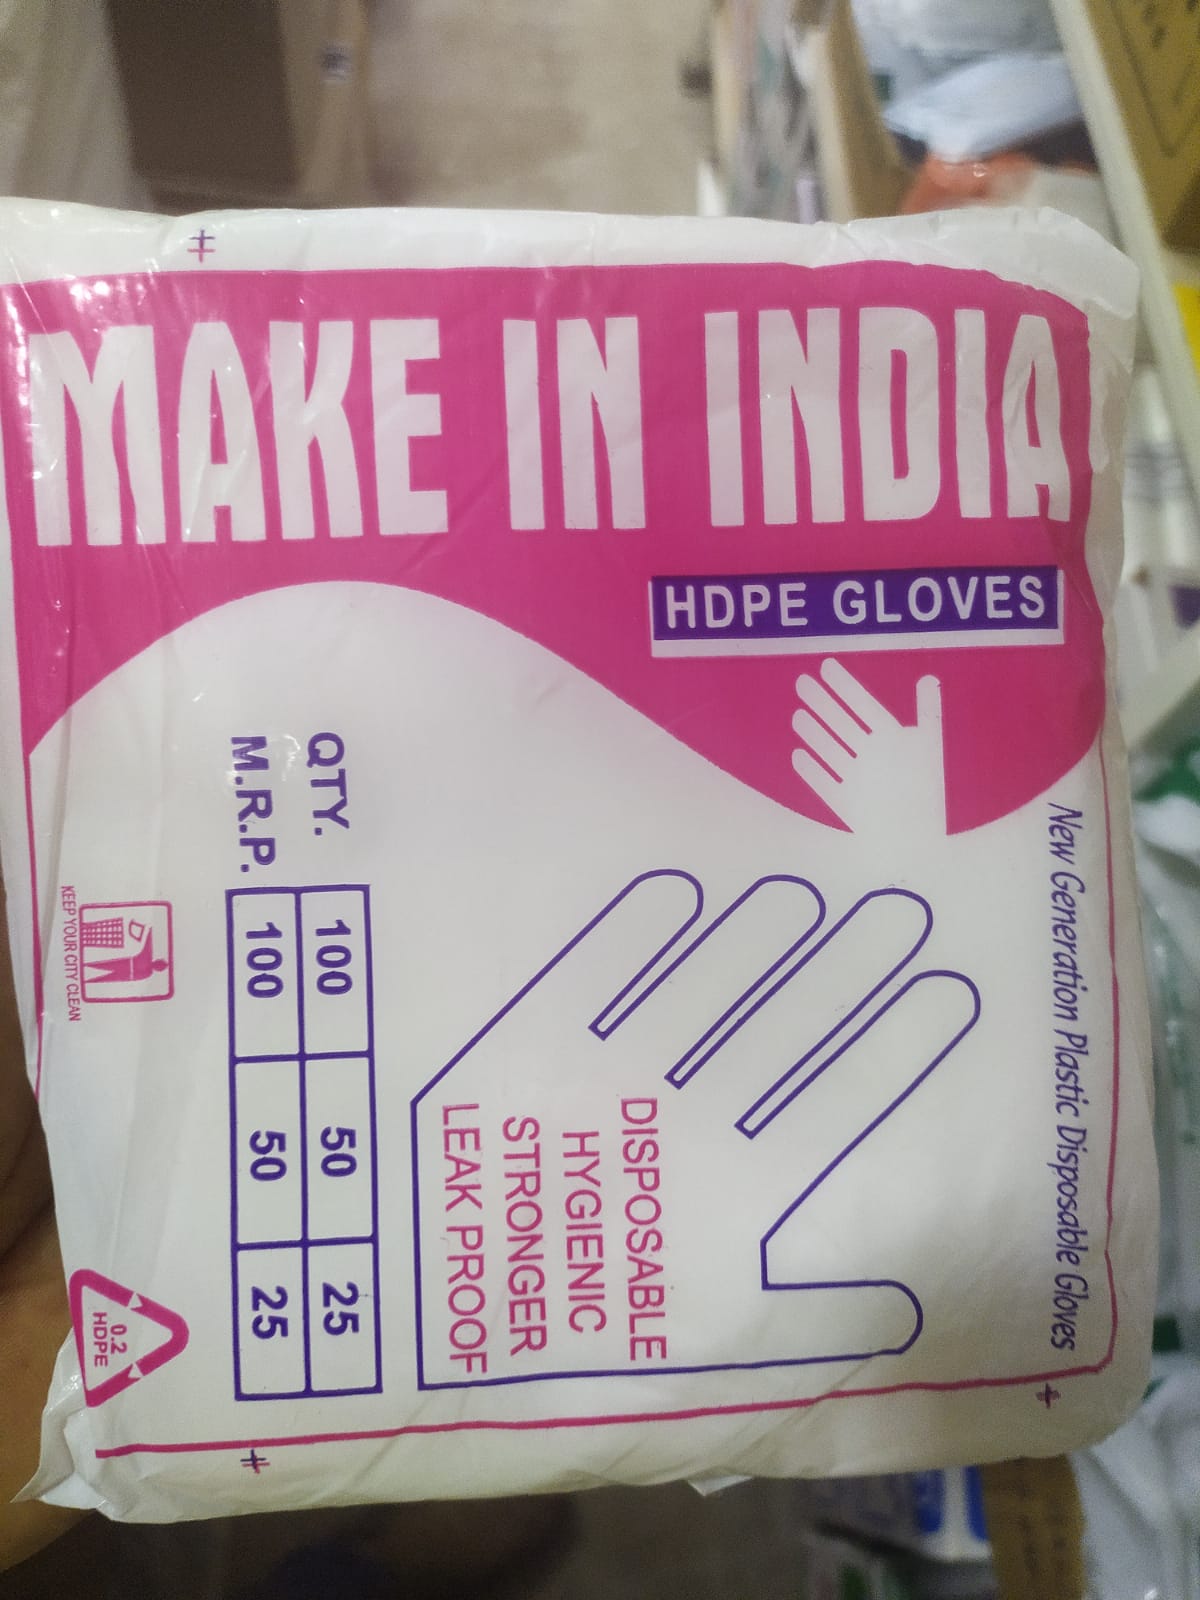 MAKE IN INDIA
HDPE GLOVES
New Generation Plastic Disposable Gloves
DISPOSABLE
HYGIENIC
STRONGER
LEAK PROOF
QTY. 100 50 25
M.R.P. 100 50 25
KEEP YOUR CITY CLEAN
0.2
HDPE